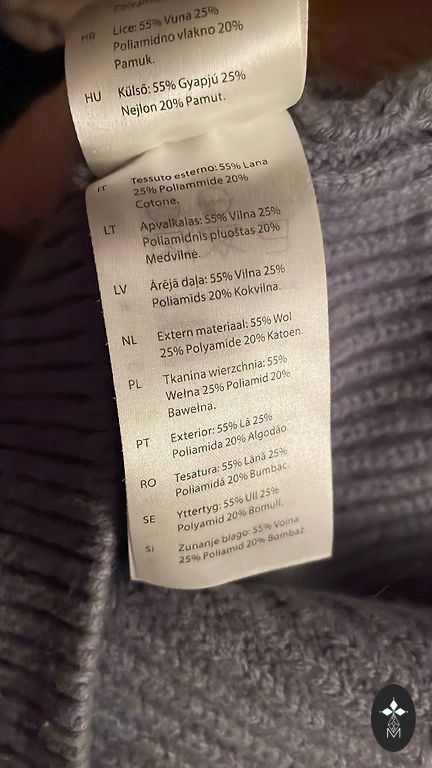 HR Lice: 55% Vuna 25%
Poliamidno vlakno 20%
Pamuk.
HU Külső: 55% Gyapjú 25%
Nejlon 20% Pamut.
IT Tessuto esterno: 55% Lana
25% Poliammide 20%
Cotone.
LT Apvalkalas: 55% Vilna 25%
Poliamidnis pluoštas 20%
Medvilnė.
LV Ārējā daļa: 55% Vilna 25%
Poliamids 20% Kokvilna.
NL Extern materiaal: 55% Wol
25% Polyamide 20% Katoen.
PL Tkanina wierzchnia: 55%
Wełna 25% Poliamid 20%
Bawełna.
PT Exterior: 55% Lã 25%
Poliamida 20% Algodão.
RO Tesatura: 55% Lână 25%
Poliamidă 20% Bumbac.
SE Yttertyg: 55% Ull 25%
Polyamid 20% Bomull.
SI Zunanje blago: 55% Volna
25% Poliamid 20% Bombaž.